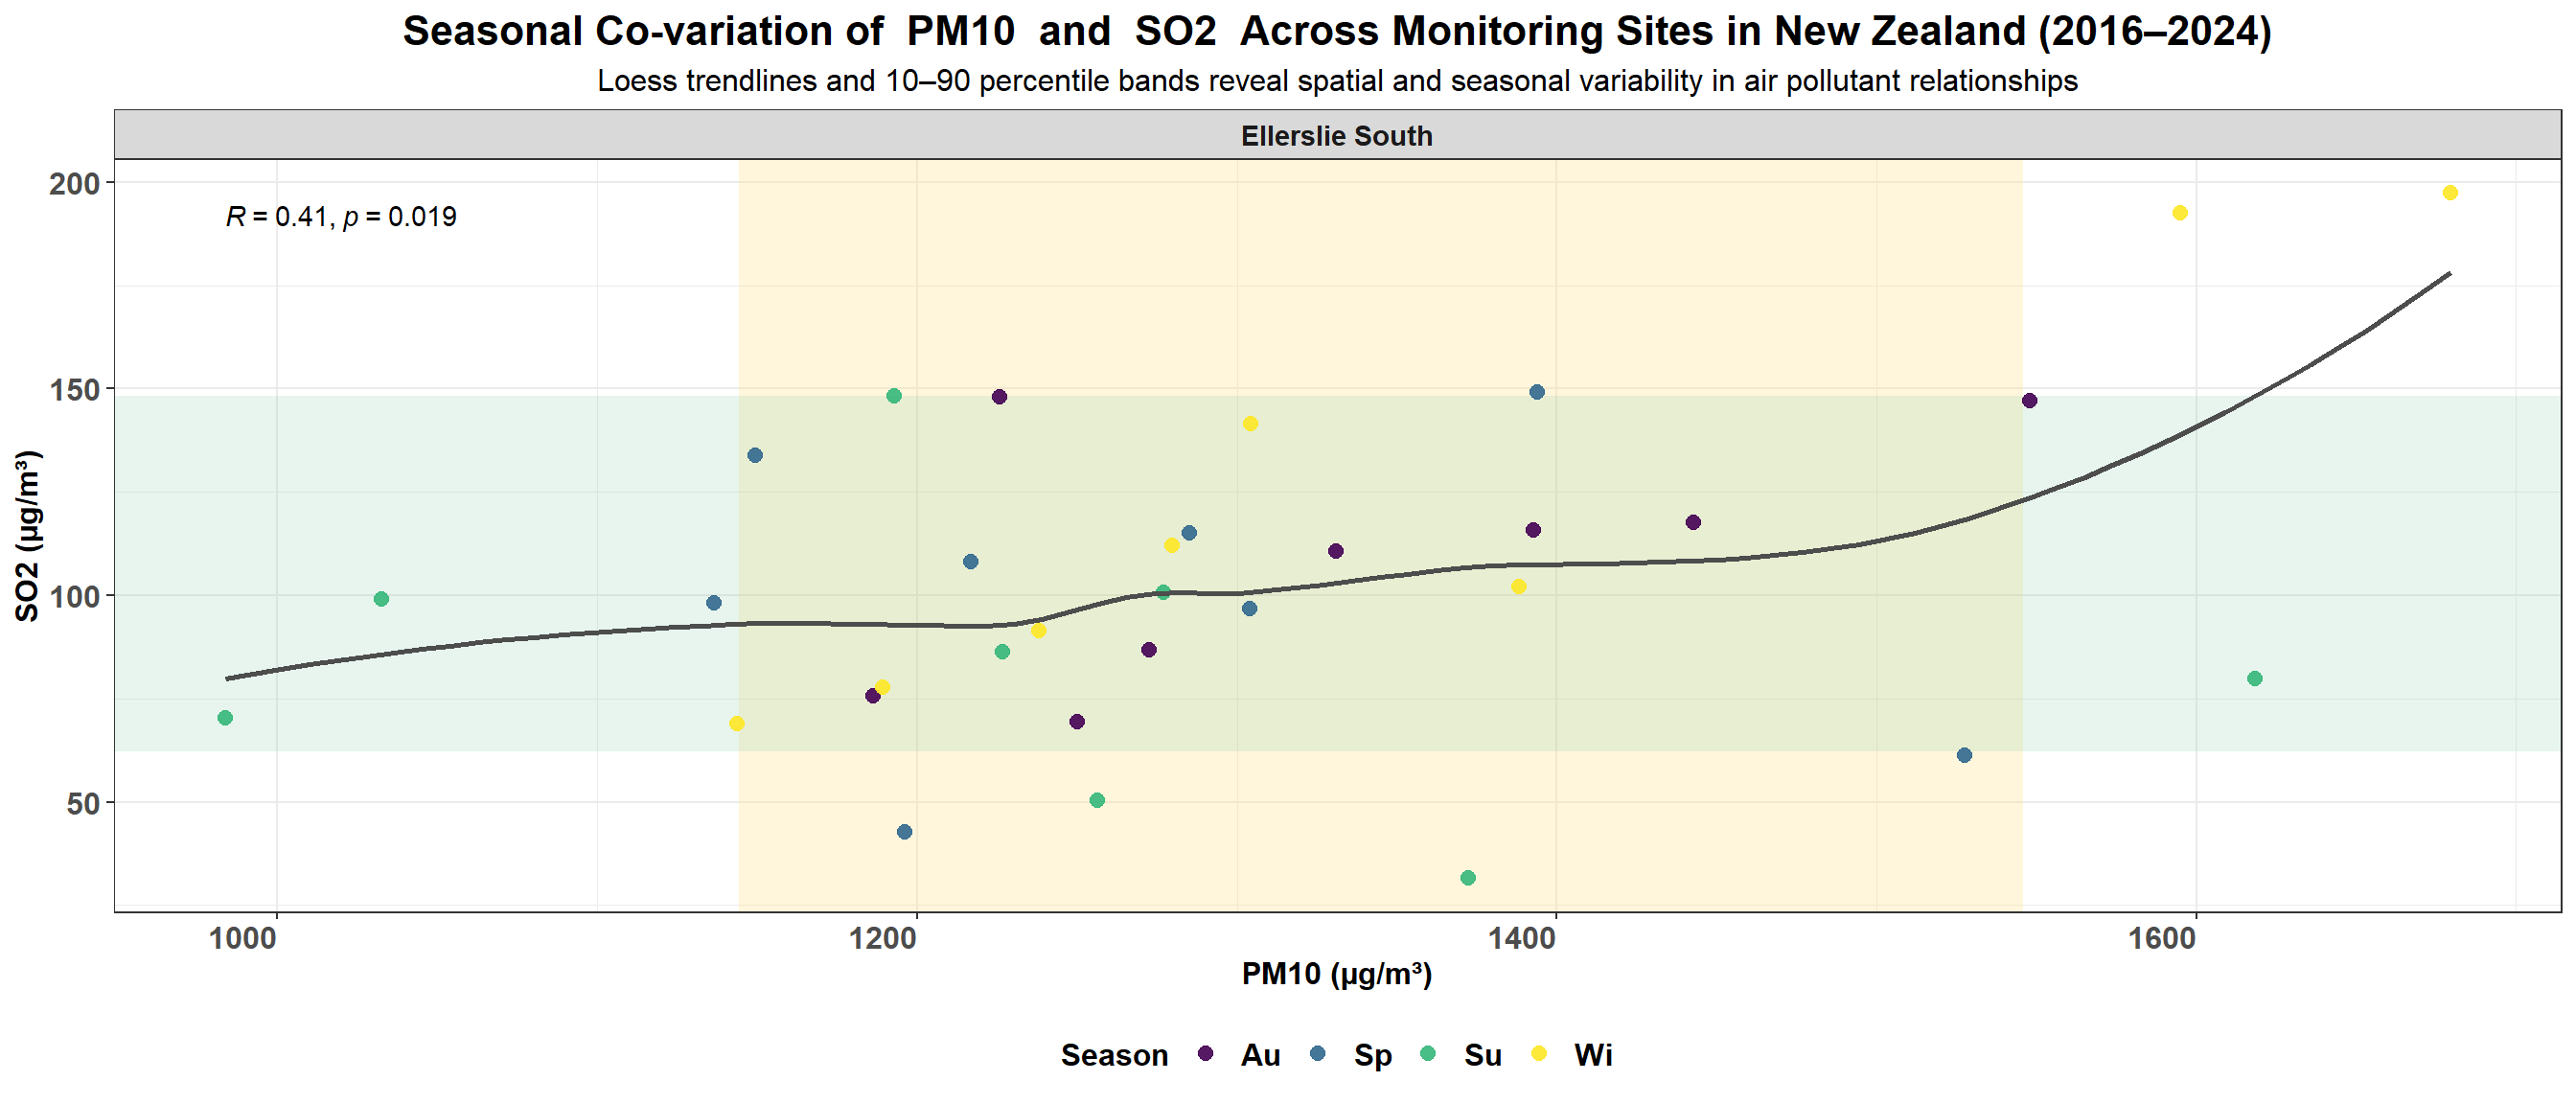 Seasonal Co-variation of  PM10  and  SO2  Across Monitoring Sites in New Zealand (2016–2024)
Loess trendlines and 10–90 percentile bands reveal spatial and seasonal variability in air pollutant relationships
Ellerslie South
R = 0.41, p = 0.019
200
150
100
50
SO2 (µg/m³)
1000 1200 1400 1600
PM10 (µg/m³)
Season Au Sp Su Wi